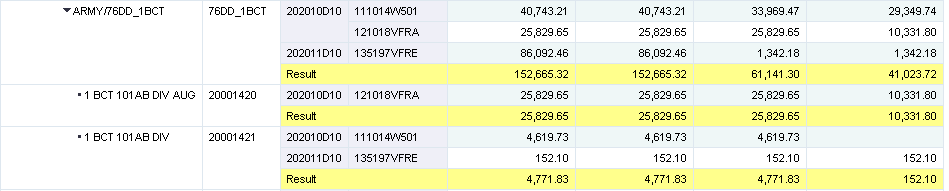 ARMY/76DD_1BCT 76DD_1BCT 202010D10 111014W501 40,743.21 40,743.21 33,969.47 29,349.74
121018VFRA 25,829.65 25,829.65 25,829.65 10,331.80
202011D10 135197VFRE 86,092.46 86,092.46 1,342.18 1,342.18
Result 152,665.32 152,665.32 61,141.30 41,023.72
1 BCT 101AB DIV AUG 20001420 202010D10 121018VFRA 25,829.65 25,829.65 25,829.65 10,331.80
Result 25,829.65 25,829.65 25,829.65 10,331.80
1 BCT 101AB DIV 20001421 202010D10 111014W501 4,619.73 4,619.73 4,619.73
202011D10 135197VFRE 152.10 152.10 152.10 152.10
Result 4,771.83 4,771.83 4,771.83 152.10